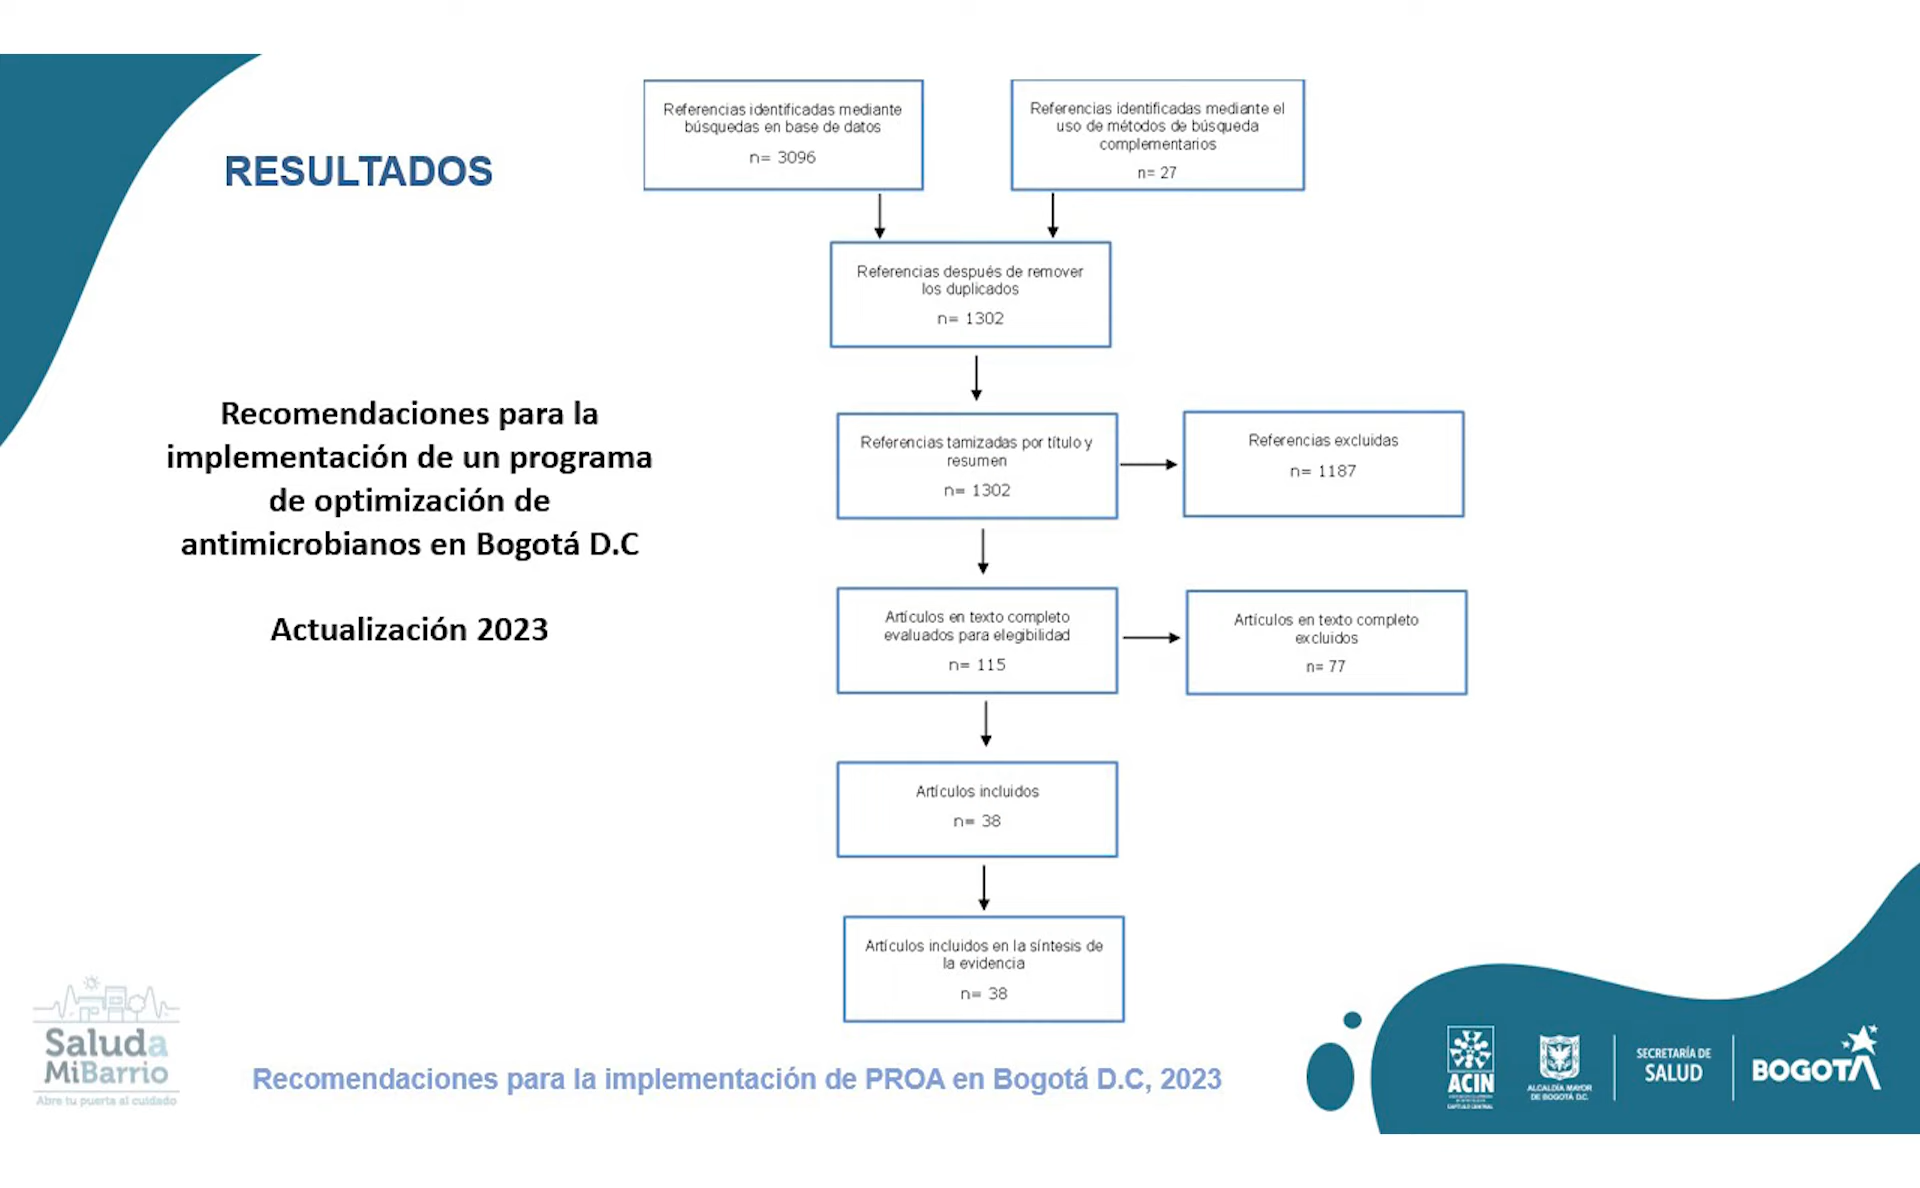 RESULTADOS
Recomendaciones para la
implementación de un programa
de optimización de
antimicrobianos en Bogotá D.C
Actualización 2023
Referencias identificadas mediante
búsquedas en base de datos
n= 3096
Referencias identificadas mediante el
uso de métodos de búsqueda
complementarios
n= 27
Referencias después de remover
los duplicados
n= 1302
Referencias tamizadas por título y
resumen
n= 1302
Referencias excluidas
n= 1187
Artículos en texto completo
evaluados para elegibilidad
n= 115
Artículos en texto completo
excluidos
n= 77
Artículos incluidos
n= 38
Artículos incluidos en la síntesis de
la evidencia
n= 38
Saluda
MiBarrio
Abre tu puerta al cuidado
Recomendaciones para la implementación de PROA en Bogotá D.C, 2023
ACIN
CAPÍTULO CENTRAL
ALCALDÍA MAYOR
DE BOGOTÁ D.C.
SECRETARÍA DE
SALUD
BOGOTÁ